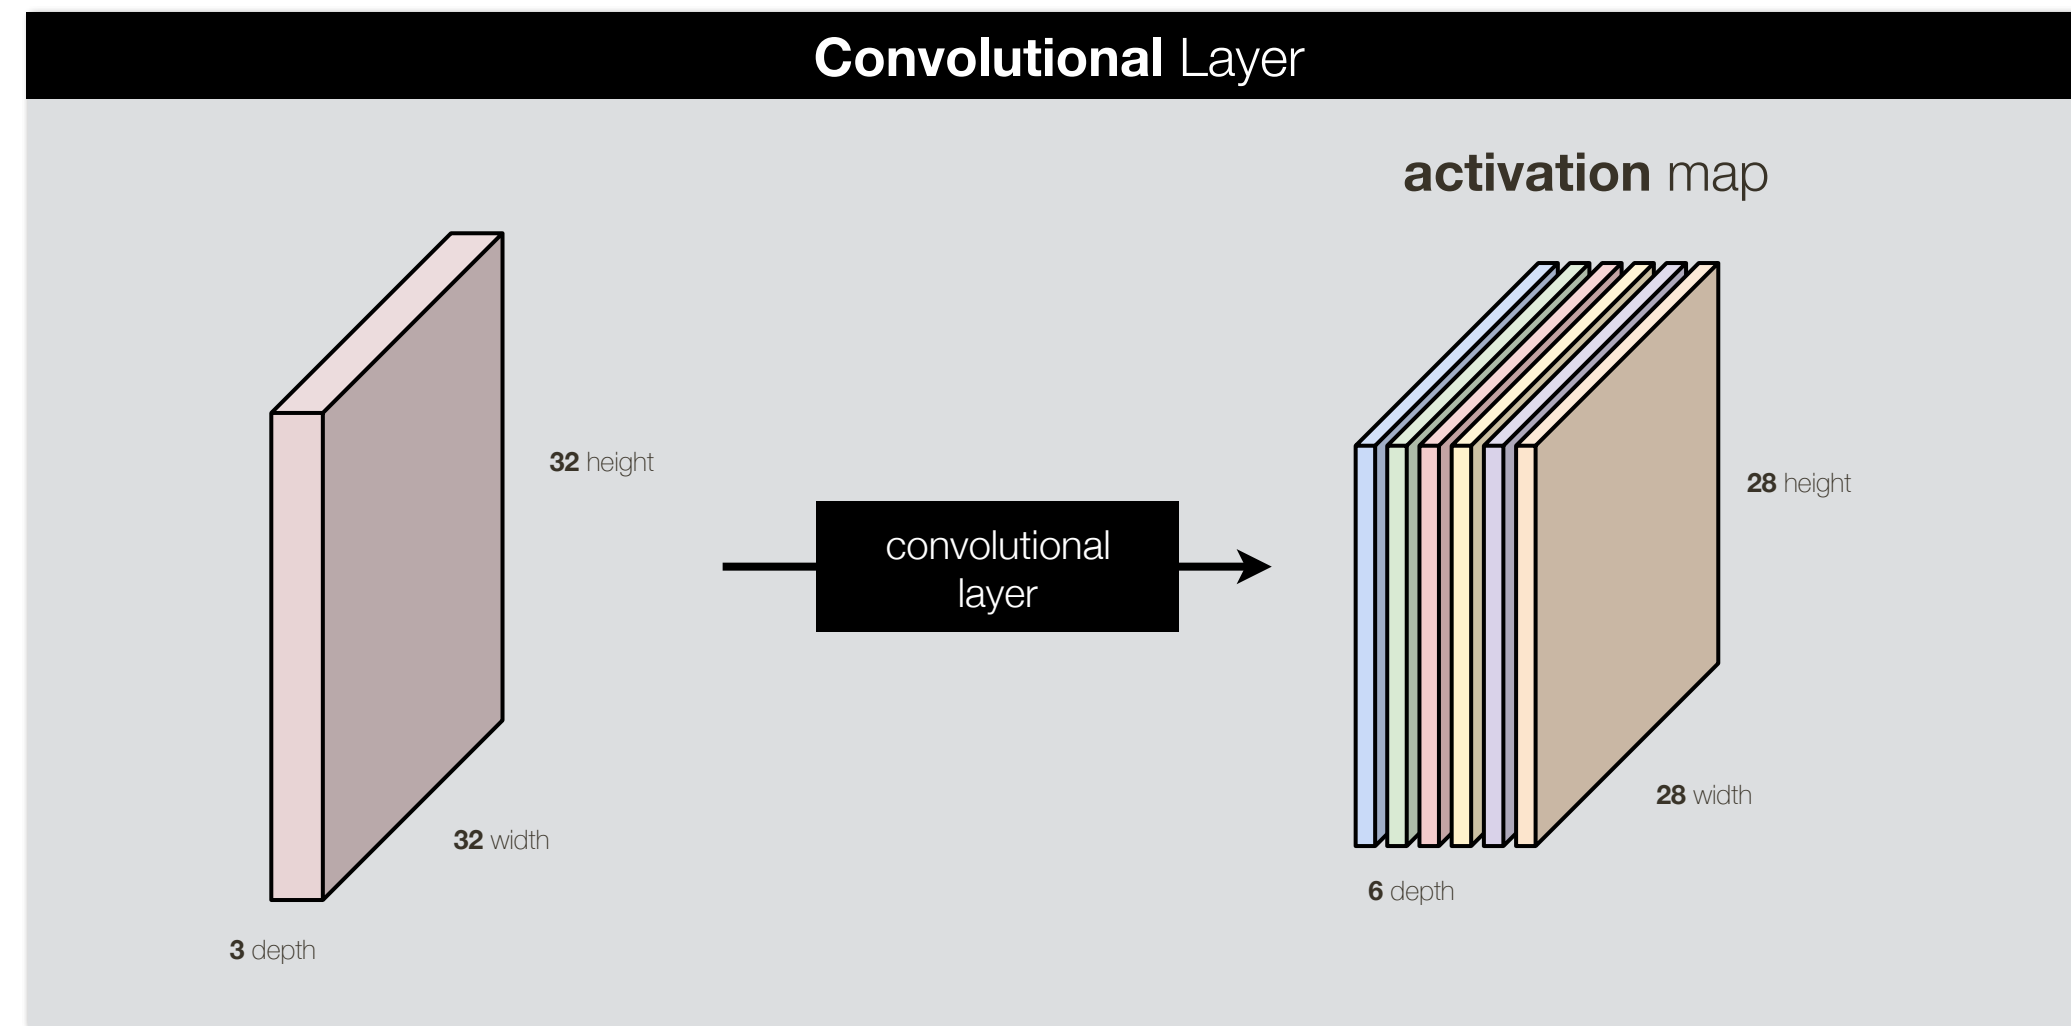 Convolutional Layer
activation map
32 height
28 height
convolutional
layer
28 width
32 width
6 depth
3 depth